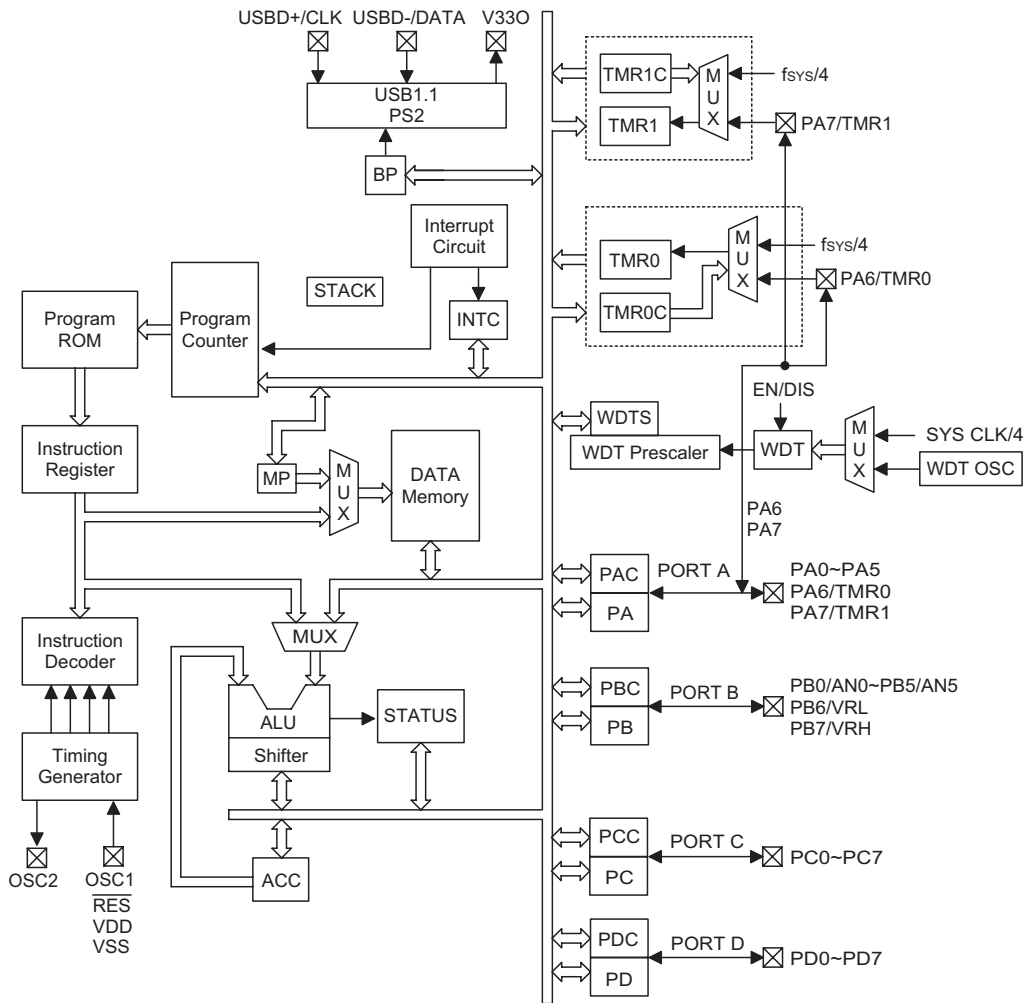 USBD+/CLK USBD-/DATA V33O
USB1.1
PS2
BP
TMR1C
TMR1
MUX
fSYS/4
PA7/TMR1
Interrupt
Circuit
INTC
STACK
Program
ROM
Program
Counter
TMR0
TMR0C
MUX
fSYS/4
PA6/TMR0
EN/DIS
WDTS
WDT Prescaler
WDT
MUX
SYS CLK/4
WDT OSC
Instruction
Register
MP
MUX
DATA
Memory
PA6
PA7
PAC
PA
PORT A
PA0~PA5
PA6/TMR0
PA7/TMR1
Instruction
Decoder
MUX
ALU
Shifter
STATUS
PBC
PB
PORT B
PB0/AN0~PB5/AN5
PB6/VRL
PB7/VRH
Timing
Generator
OSC2
OSC1
RES
VDD
VSS
ACC
PCC
PC
PORT C
PC0~PC7
PDC
PD
PORT D
PD0~PD7